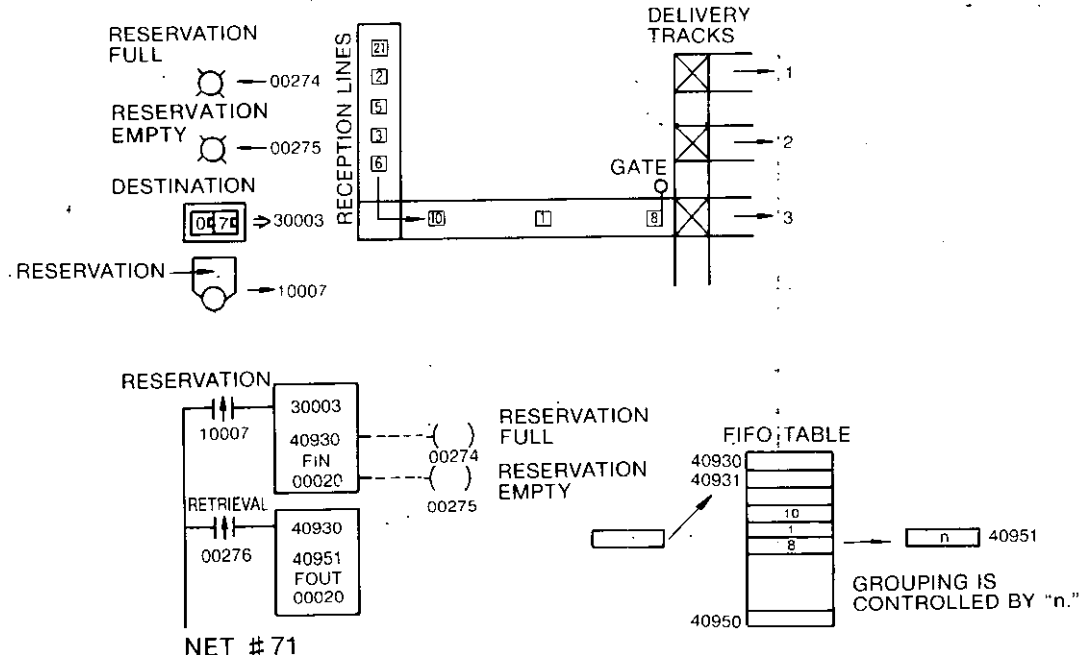 RESERVATION
FULL
00274
RESERVATION
EMPTY
00275
DESTINATION
07
30003
RESERVATION
10007
RECEPTION LINES
21
2
5
3
6
10
1
8
GATE
DELIVERY
TRACKS
1
2
3
RESERVATION
10007
30003
40930
FiN
00020
RESERVATION
FULL
00274
RESERVATION
EMPTY
00275
RETRIEVAL
00276
40930
40951
FOUT
00020
NET #71
FIFO TABLE
40930
40931
10
1
8
40950
n
40951
GROUPING IS
CONTROLLED BY "n."